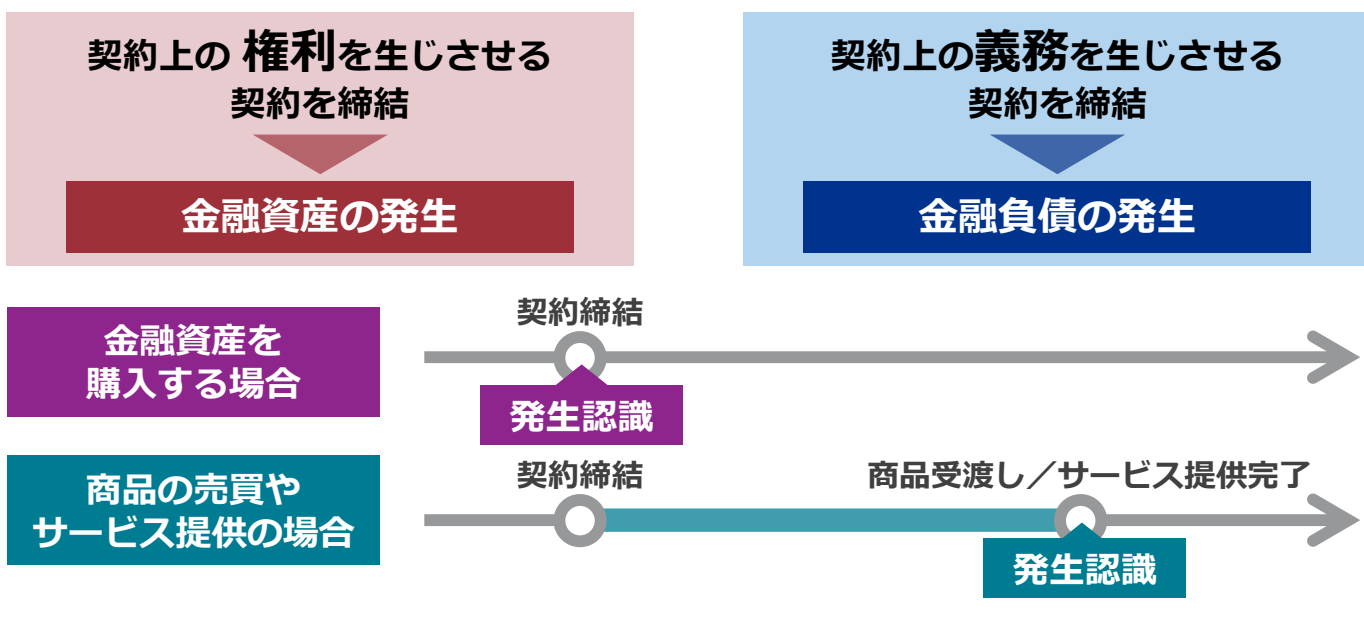 契約上の 権利を生じさせる
契約を締結
金融資産の発生
契約上の義務を生じさせる
契約を締結
金融負債の発生
金融資産を
購入する場合
契約締結
発生認識
商品の売買や
サービス提供の場合
契約締結
商品受渡し／サービス提供完了
発生認識